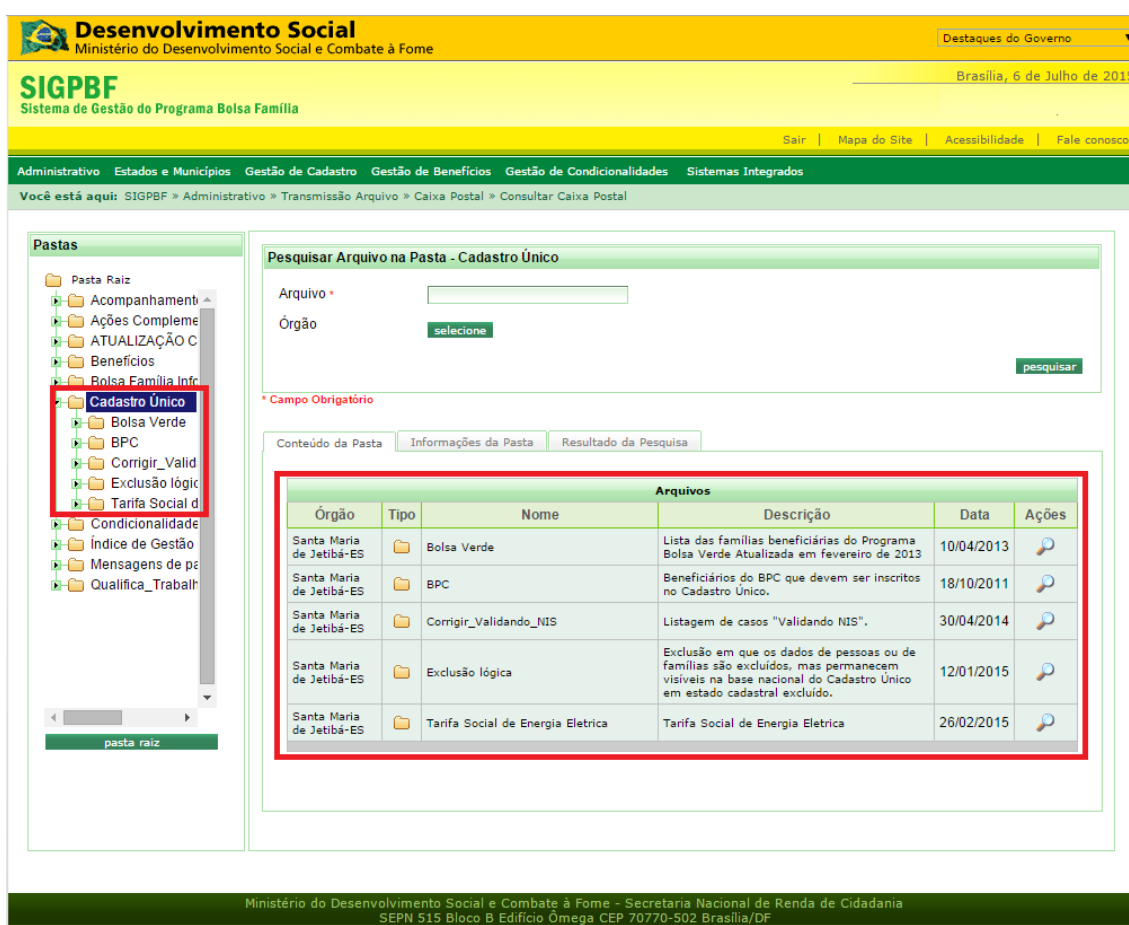 Desenvolvimento Social
Ministério do Desenvolvimento Social e Combate à Fome
Destaques do Governo
SIGPBF
Sistema de Gestão do Programa Bolsa Família
Brasília, 6 de Julho de 201
Sair | Mapa do Site | Acessibilidade | Fale conosco
Administrativo Estados e Municípios Gestão de Cadastro Gestão de Benefícios Gestão de Condicionalidades Sistemas Integrados
Você está aqui: SIGPBF » Administrativo » Transmissão Arquivo » Caixa Postal » Consultar Caixa Postal
Pastas
Pasta Raiz
Acompanhament
Ações Compleme
ATUALIZAÇÃO C
Benefícios
Bolsa Família Info
Cadastro Único
Bolsa Verde
BPC
Corrigir_Valid
Exclusão lógic
Tarifa Social d
Condicionalidade
Índice de Gestão
Mensagens de pa
Qualifica_Trabalh
pasta raiz
Pesquisar Arquivo na Pasta - Cadastro Único
Arquivo *
Órgão
selecione
pesquisar
* Campo Obrigatório
Conteúdo da Pasta Informações da Pasta Resultado da Pesquisa
Arquivos
Órgão Tipo Nome Descrição Data Ações
Santa Maria de Jetibá-ES Bolsa Verde Lista das famílias beneficiárias do Programa Bolsa Verde Atualizada em fevereiro de 2013 10/04/2013
Santa Maria de Jetibá-ES BPC Beneficiários do BPC que devem ser inscritos no Cadastro Único. 18/10/2011
Santa Maria de Jetibá-ES Corrigir_Validando_NIS Listagem de casos "Validando NIS". 30/04/2014
Santa Maria de Jetibá-ES Exclusão lógica Exclusão em que os dados de pessoas ou de famílias são excluídos, mas permanecem visíveis na base nacional do Cadastro Único em estado cadastral excluído. 12/01/2015
Santa Maria de Jetibá-ES Tarifa Social de Energia Eletrica Tarifa Social de Energia Eletrica 26/02/2015
Ministério do Desenvolvimento Social e Combate à Fome - Secretaria Nacional de Renda de Cidadania
SEPN 515 Bloco B Edifício Ômega CEP 70770-502 Brasília/DF